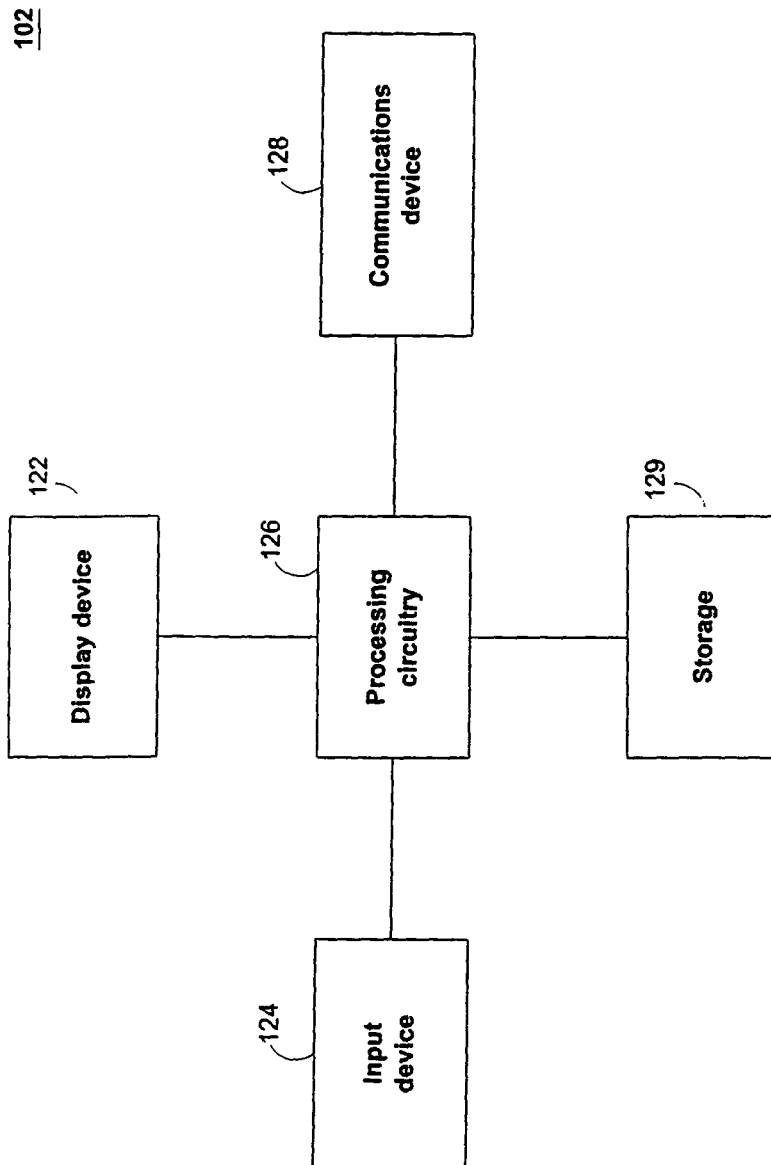 102
122
Display device
124
Input
device
126
Processing
circuitry
128
Communications
device
129
Storage